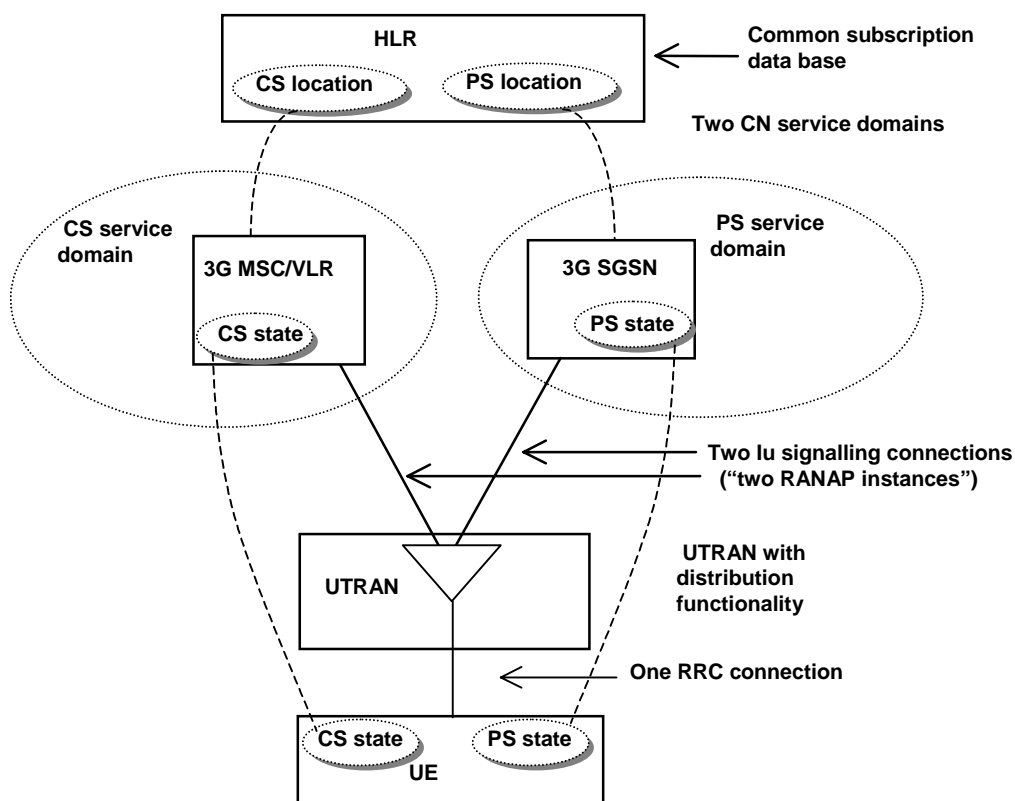 HLR
Common subscription
data base
CS location
PS location
Two CN service domains
CS service
domain
PS service
domain
3G MSC/VLR
3G SGSN
CS state
PS state
Two Iu signalling connections
(“two RANAP instances”)
UTRAN
UTRAN with
distribution
functionality
One RRC connection
CS state
PS state
UE